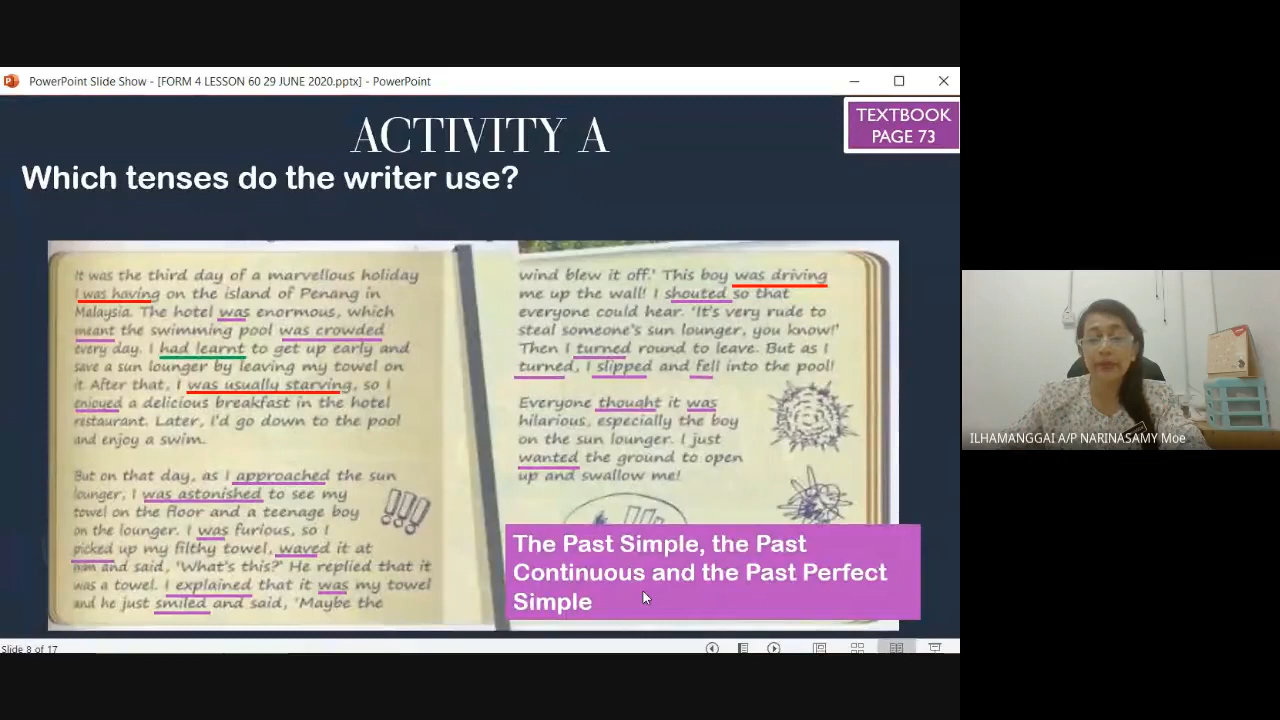 PowerPoint Slide Show - [FORM 4 LESSON 60 29 JUNE 2020.pptx] - PowerPoint
TEXTBOOK
PAGE 73
ACTIVITY A
Which tenses do the writer use?
It was the third day of a marvellous holiday
I was having on the island of Penang in
Malaysia. The hotel was enormous, which
meant the swimming pool was crowded
every day. I had learnt to get up early and
save a sun lounger by leaving my towel on
it. After that, I was usually starving, so I
enjoyed a delicious breakfast in the hotel
restaurant. Later, I'd go down to the pool
and enjoy a swim.
But on that day, as I approached the sun
lounger, I was astonished to see my
towel on the floor and a teenage boy
on the lounger. I was furious, so I
picked up my filthy towel, waved it at
him and said, 'What's this?' He replied that it
was a towel. I explained that it was my towel
and he just smiled and said, 'Maybe the
wind blew it off.' This boy was driving
me up the wall! I shouted so that
everyone could hear. 'It's very rude to
steal someone's sun lounger, you know!'
Then I turned round to leave. But as I
turned, I slipped and fell into the pool!
Everyone thought it was
hilarious, especially the boy
on the sun lounger. I just
wanted the ground to open
up and swallow me!
The Past Simple, the Past
Continuous and the Past Perfect
Simple
Slide 8 of 17
ILHAMANGGAI A/P NARINASAMY Moe